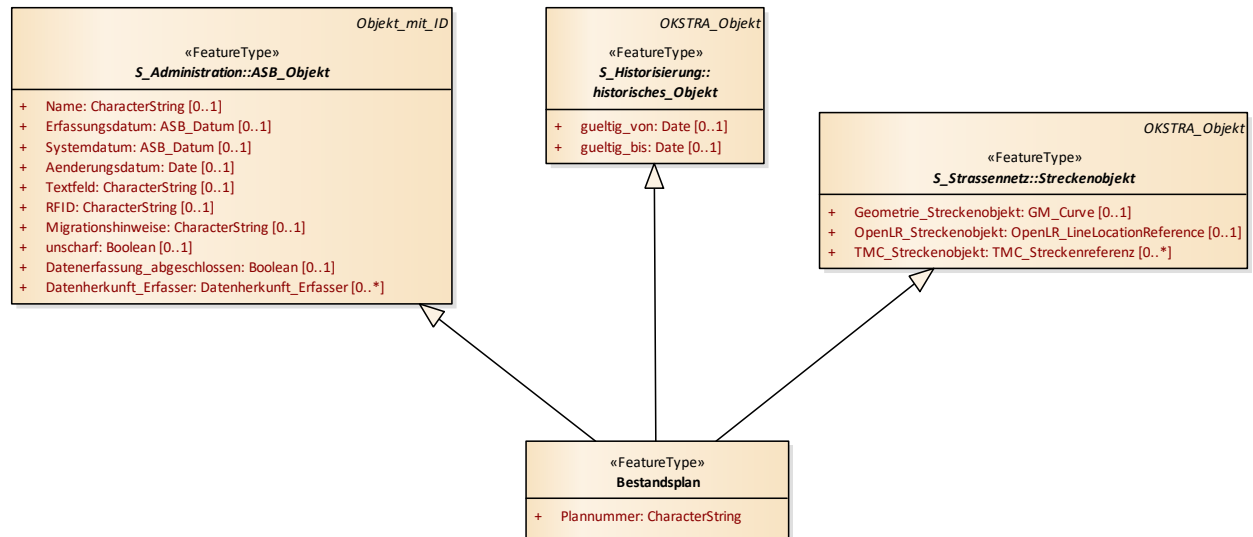 Objekt_mit_ID
«FeatureType»
S_Administration::ASB_Objekt
+ Name: CharacterString [0..1]
+ Erfassungsdatum: ASB_Datum [0..1]
+ Systemdatum: ASB_Datum [0..1]
+ Aenderungsdatum: Date [0..1]
+ Textfeld: CharacterString [0..1]
+ RFID: CharacterString [0..1]
+ Migrationshinweise: CharacterString [0..1]
+ unscharf: Boolean [0..1]
+ Datenerfassung_abgeschlossen: Boolean [0..1]
+ Datenherkunft_Erfasser: Datenherkunft_Erfasser [0..*]
OKSTRA_Objekt
«FeatureType»
S_Historisierung::
historisches_Objekt
+ gueltig_von: Date [0..1]
+ gueltig_bis: Date [0..1]
OKSTRA_Objekt
«FeatureType»
S_Strassennetz::Streckenobjekt
+ Geometrie_Streckenobjekt: GM_Curve [0..1]
+ OpenLR_Streckenobjekt: OpenLR_LineLocationReference [0..1]
+ TMC_Streckenobjekt: TMC_Streckenreferenz [0..*]
«FeatureType»
Bestandsplan
+ Plannummer: CharacterString